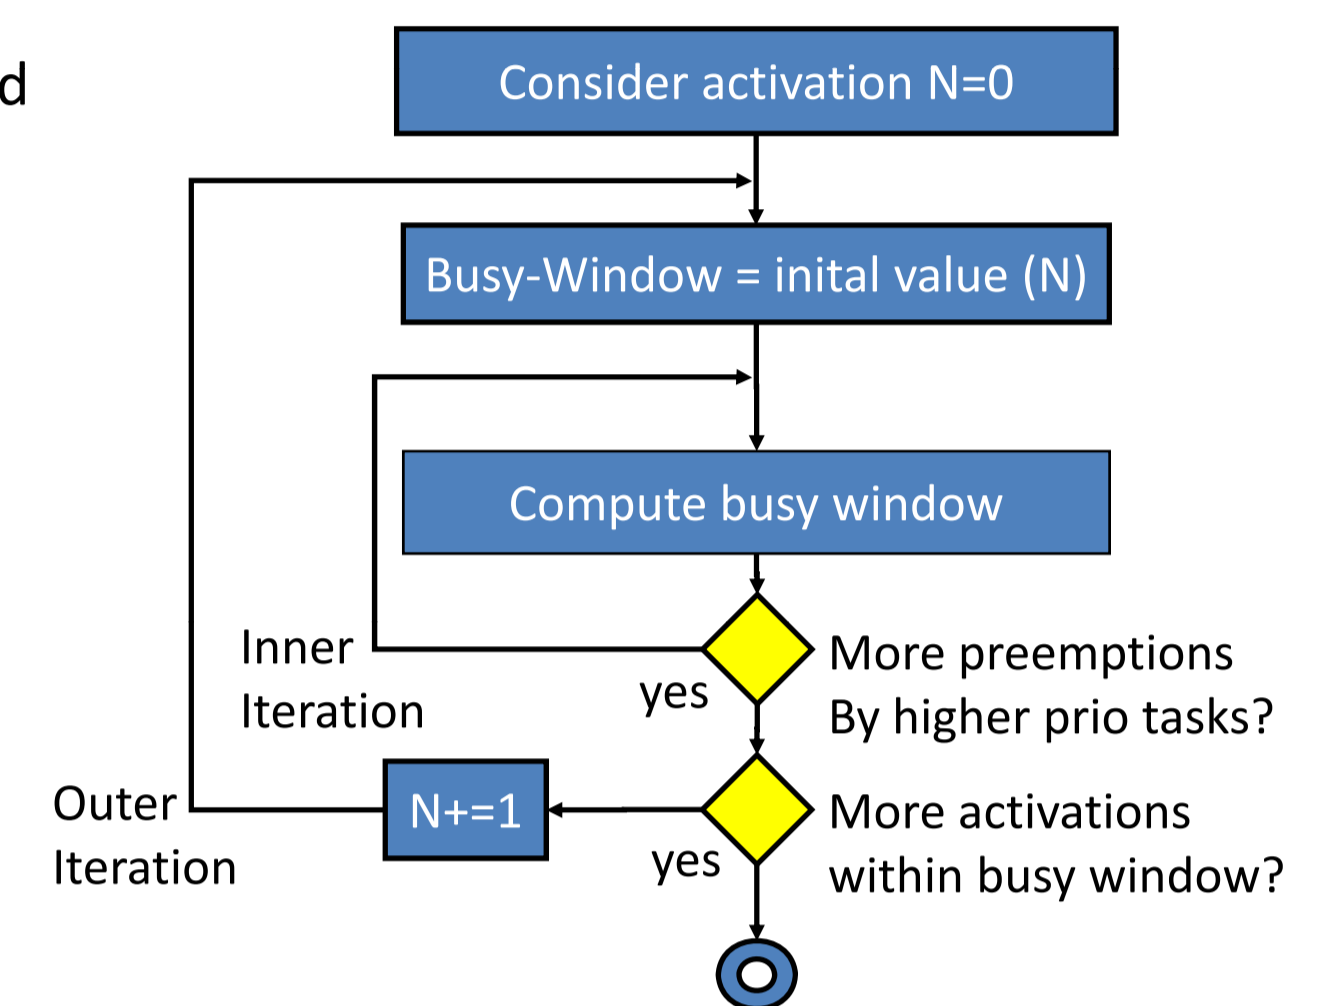 d
Consider activation N=0
Busy-Window = inital value (N)
Compute busy window
Inner
Iteration
yes
More preemptions
By higher prio tasks?
Outer
Iteration
N+=1
yes
More activations
within busy window?